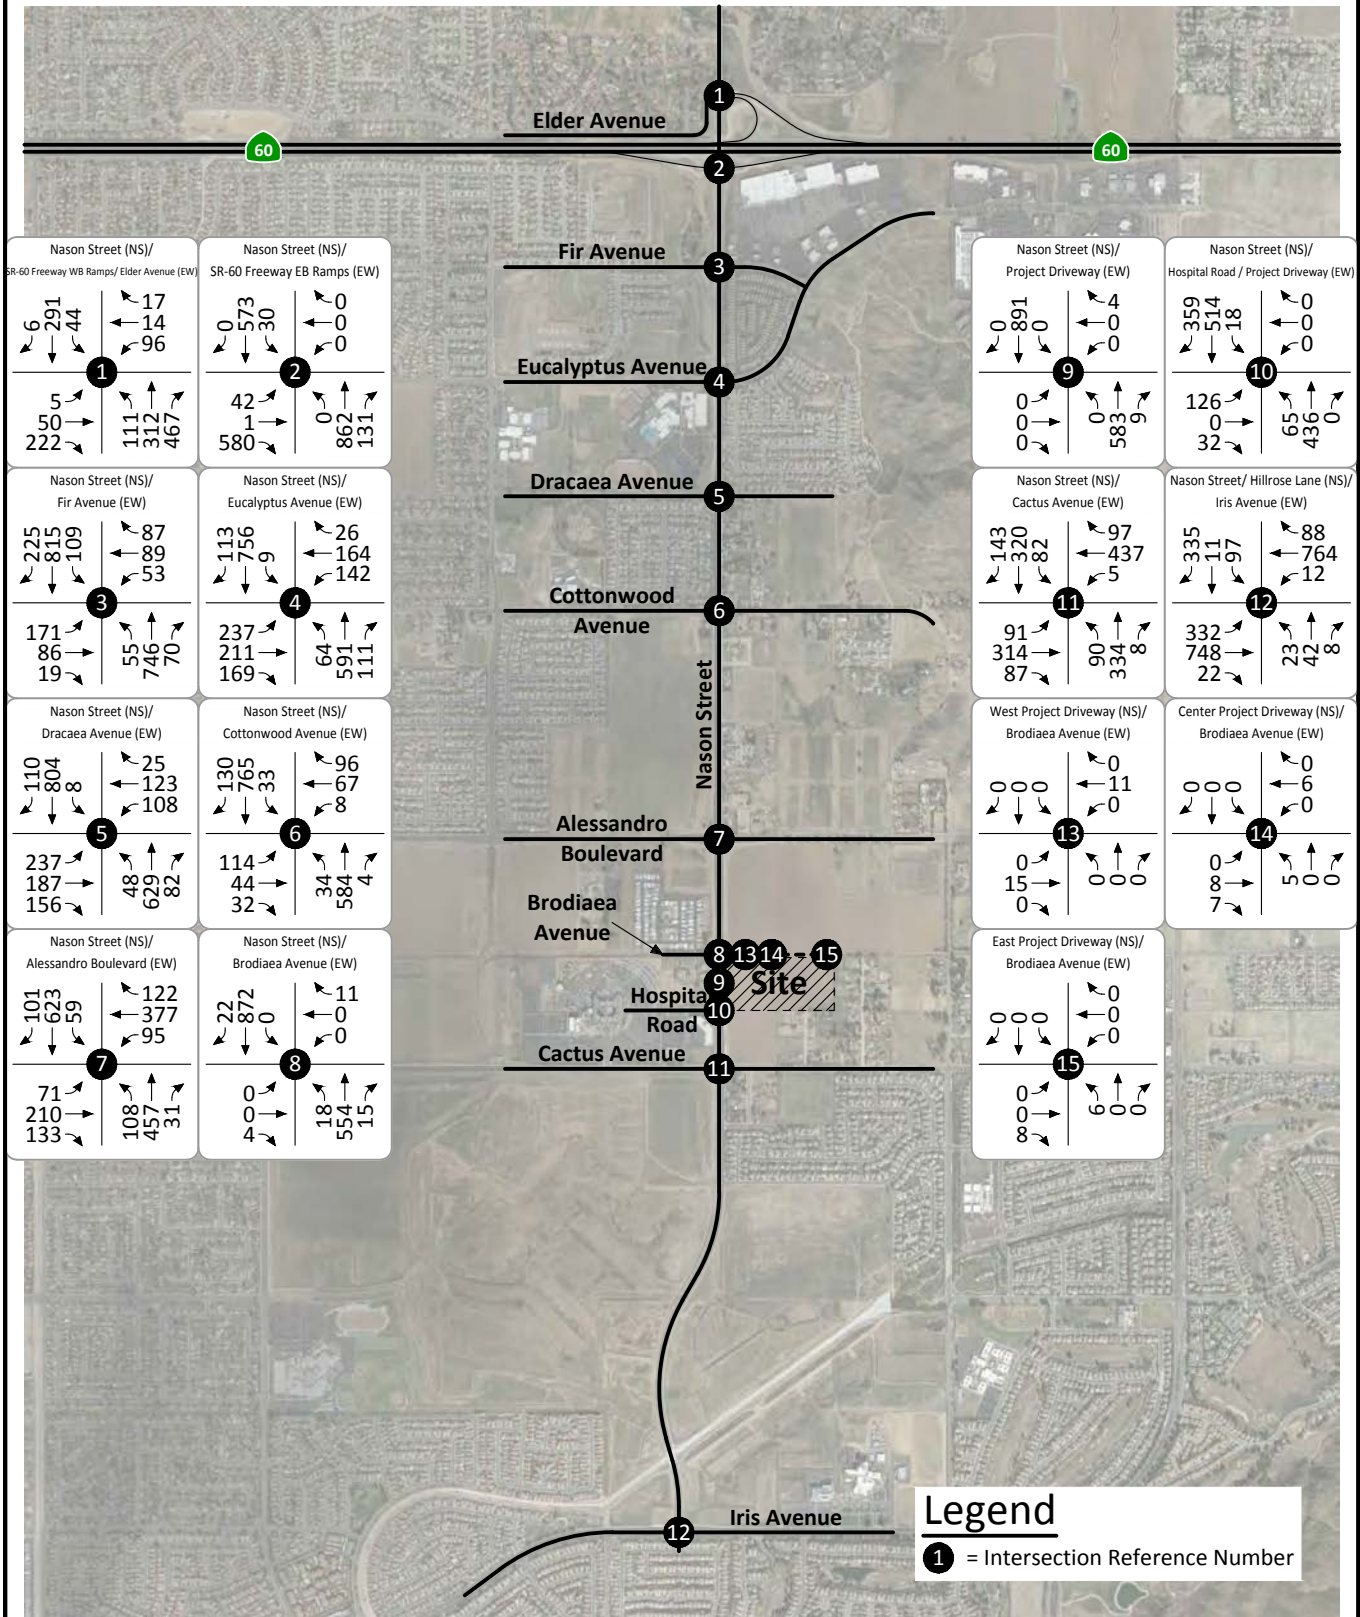 1
Elder Avenue
60
60
2
Fir Avenue
3
Eucalyptus Avenue
4
Dracaea Avenue
5
Cottonwood
Avenue
6
Nason Street
Alessandro
Boulevard
7
Brodiaea
Avenue
8
13
14
15
9
Site
Hospita
Road
10
Cactus Avenue
11
Iris Avenue
12
Nason Street (NS)/
SR-60 Freeway WB Ramps/ Elder Avenue (EW)
6 291 44
17
14
96
1
5
50
222
111 312 467
Nason Street (NS)/
SR-60 Freeway EB Ramps (EW)
0 573 30
0
0
0
2
42
1
580
0 862 131
Nason Street (NS)/
Fir Avenue (EW)
225 815 109
87
89
53
3
171
86
19
55 746 70
Nason Street (NS)/
Eucalyptus Avenue (EW)
113 756 9
26
164
142
4
237
211
169
64 591 111
Nason Street (NS)/
Dracaea Avenue (EW)
110 804 8
25
123
108
5
237
187
156
48 629 82
Nason Street (NS)/
Cottonwood Avenue (EW)
130 765 33
96
67
8
6
114
44
32
34 584 4
Nason Street (NS)/
Alessandro Boulevard (EW)
101 623 59
122
377
95
7
71
210
133
108 457 31
Nason Street (NS)/
Brodiaea Avenue (EW)
22 872 0
11
0
0
8
0
0
4
18 554 15
Nason Street (NS)/
Project Driveway (EW)
0 891 0
4
0
0
9
0
0
0
0 583 6
Nason Street (NS)/
Hospital Road / Project Driveway (EW)
359 514 18
0
0
0
10
126
0
32
65 436 0
Nason Street (NS)/
Cactus Avenue (EW)
143 320 82
97
437
5
11
91
314
87
90 334 8
Nason Street/ Hillrose Lane (NS)/
Iris Avenue (EW)
335 11 97
88
764
12
12
332
748
22
23 42 8
West Project Driveway (NS)/
Brodiaea Avenue (EW)
0 0 0
0
11
0
13
0
15
0
0 0 0
Center Project Driveway (NS)/
Brodiaea Avenue (EW)
0 0 0
0
6
0
14
0
8
7
5 0 0
East Project Driveway (NS)/
Brodiaea Avenue (EW)
0 0 0
0
0
0
15
0
0
8
6 0 0
Legend
1 = Intersection Reference Number